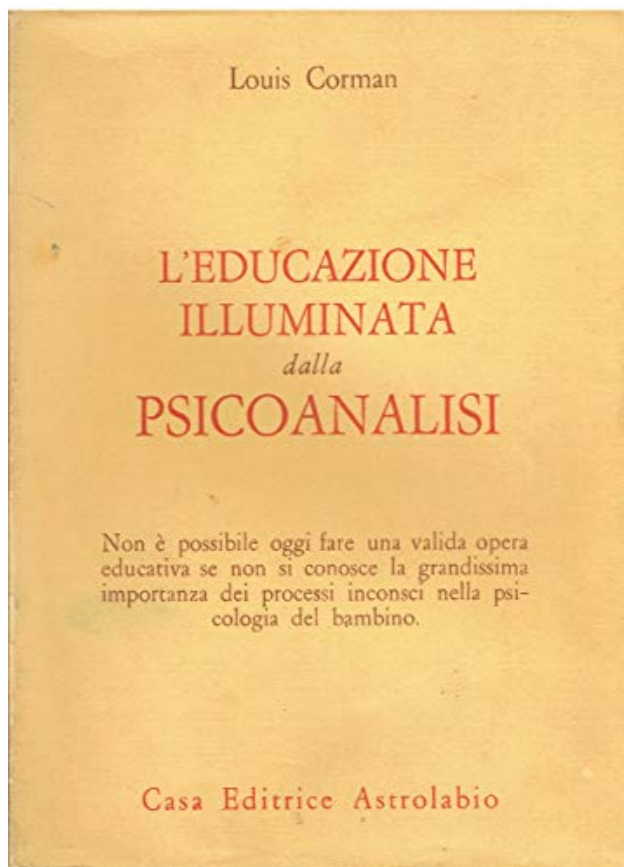 Louis Corman
L'EDUCAZIONE
ILLUMINATA
dalla
PSICOANALISI
Non è possibile oggi fare una valida opera
educativa se non si conosce la grandissima
importanza dei processi inconsci nella psi-
cologia del bambino.
Casa Editrice Astrolabio